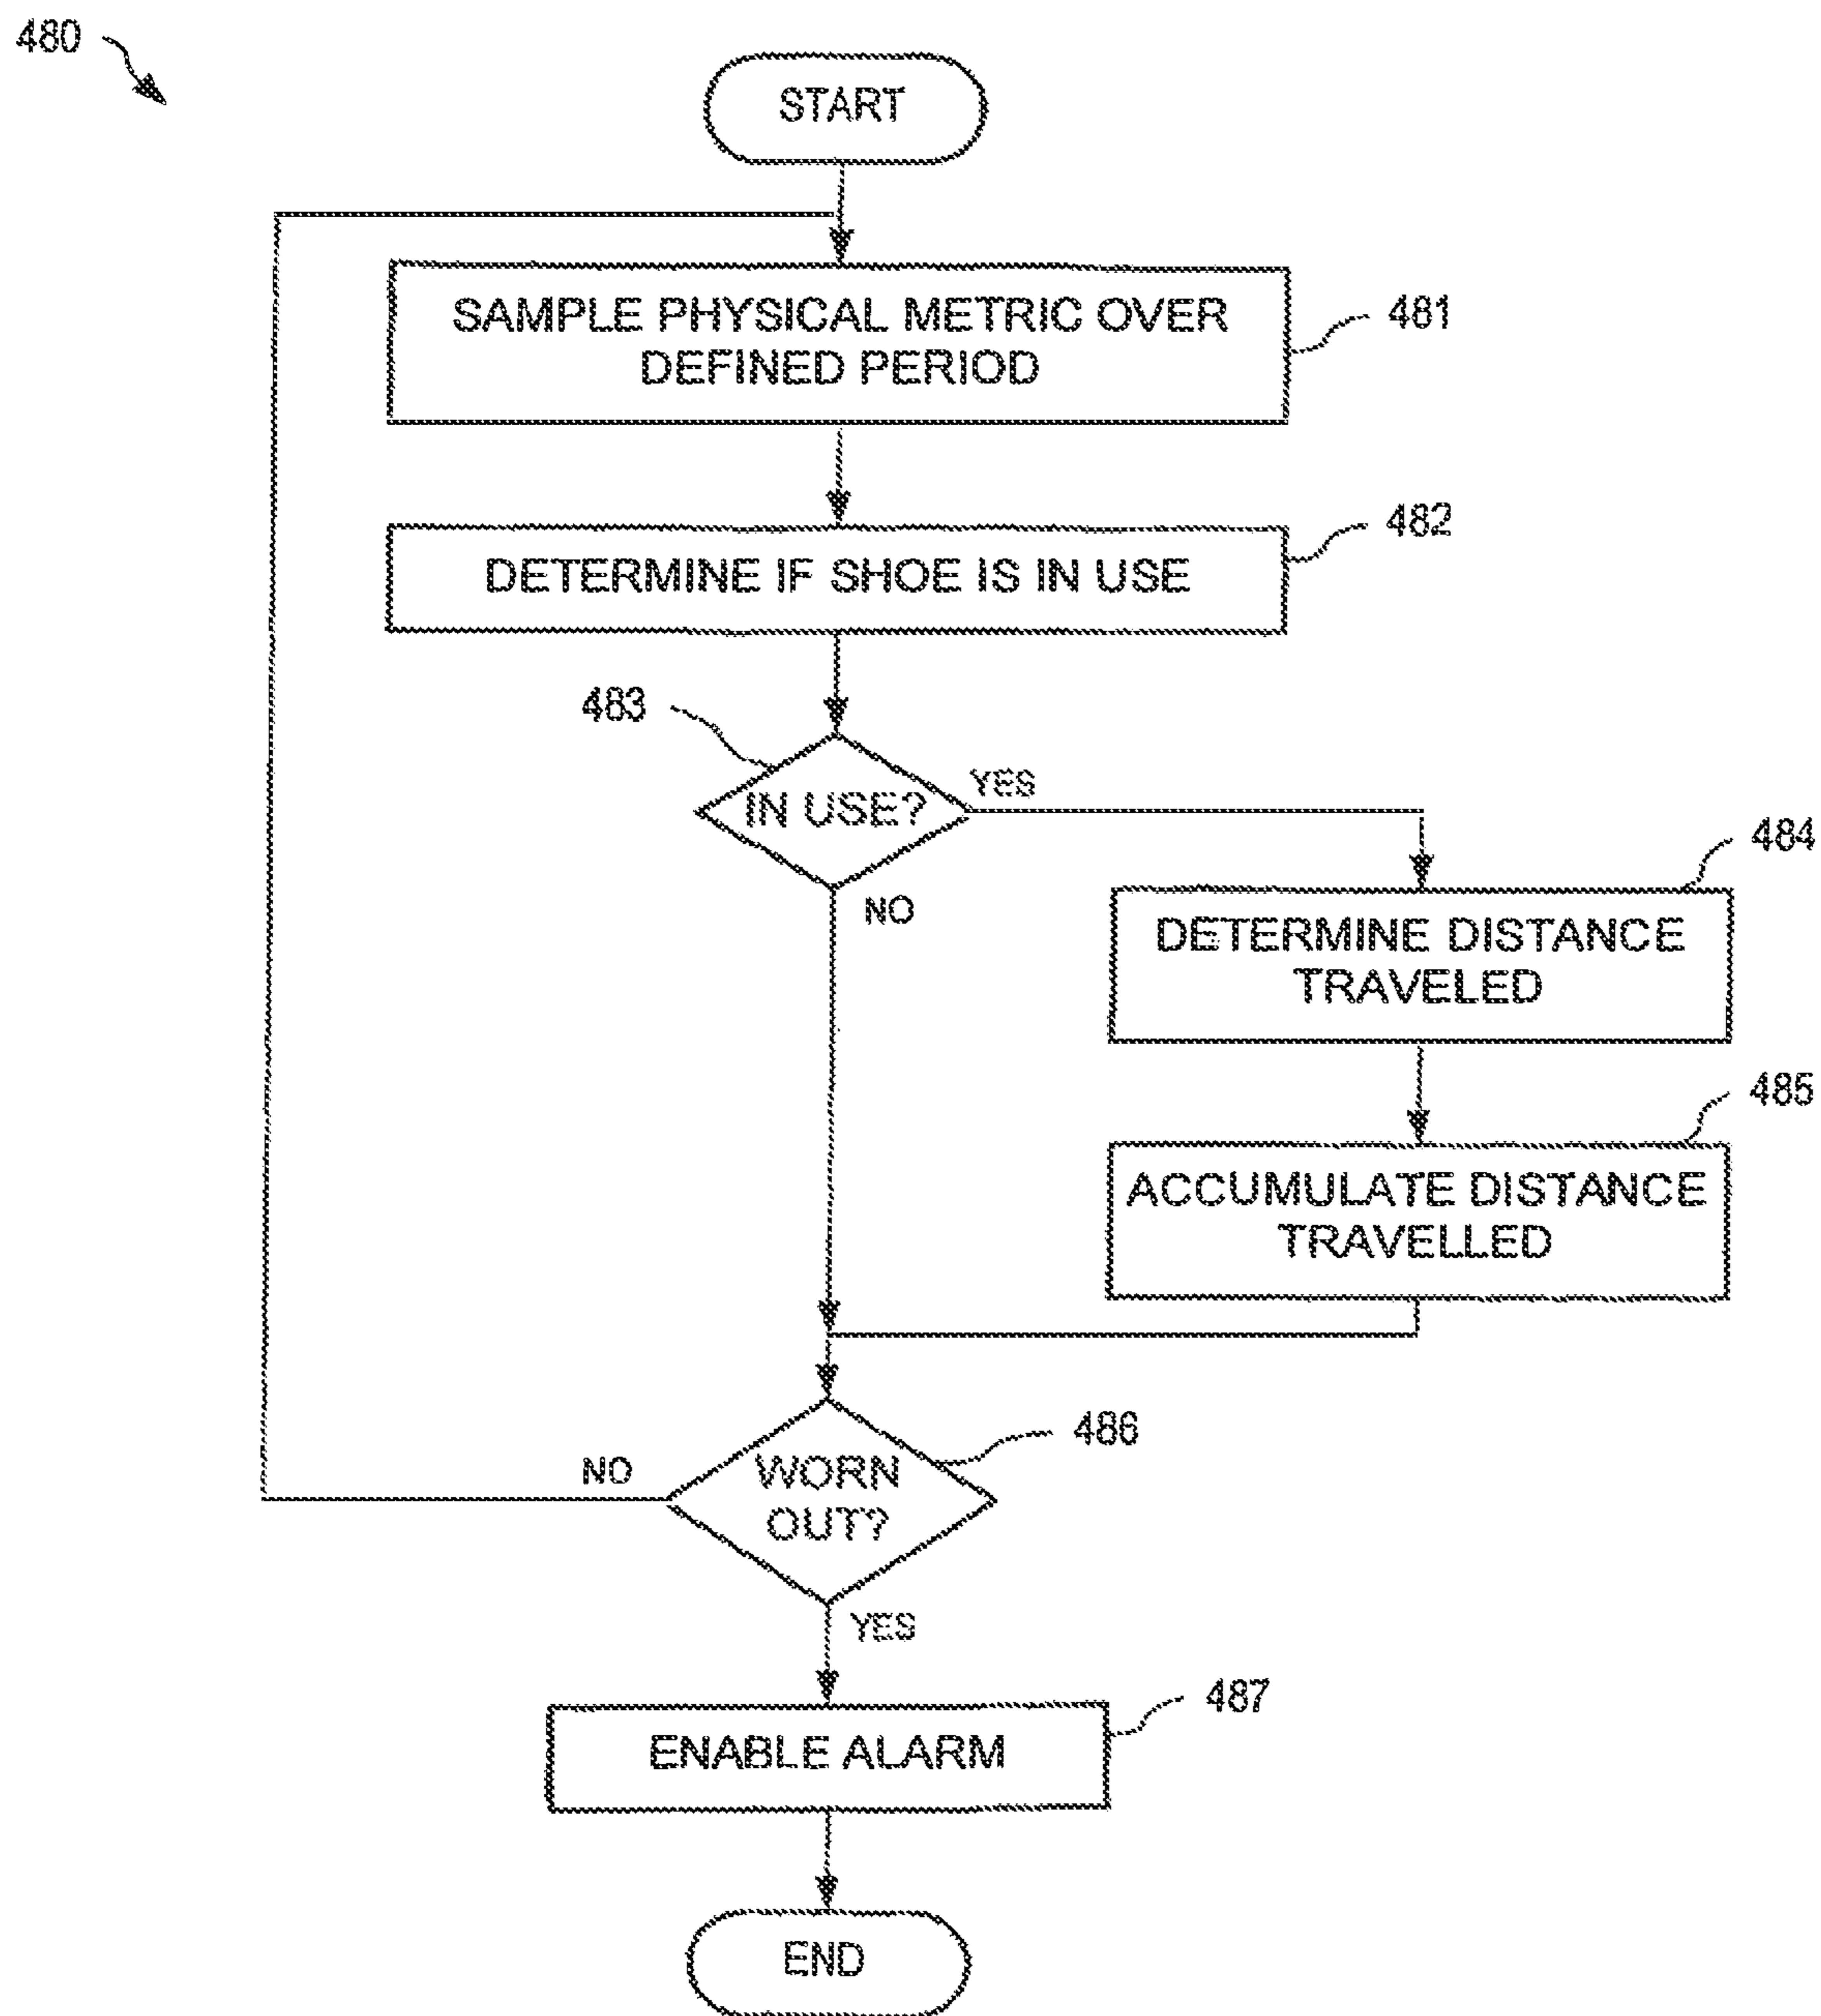 480
START
SAMPLE PHYSICAL METRIC OVER
DEFINED PERIOD
481
DETERMINE IF SHOE IS IN USE
482
483
IN USE?
YES
NO
484
DETERMINE DISTANCE
TRAVELED
485
ACCUMULATE DISTANCE
TRAVELLED
486
WORN
OUT?
NO
YES
487
ENABLE ALARM
END